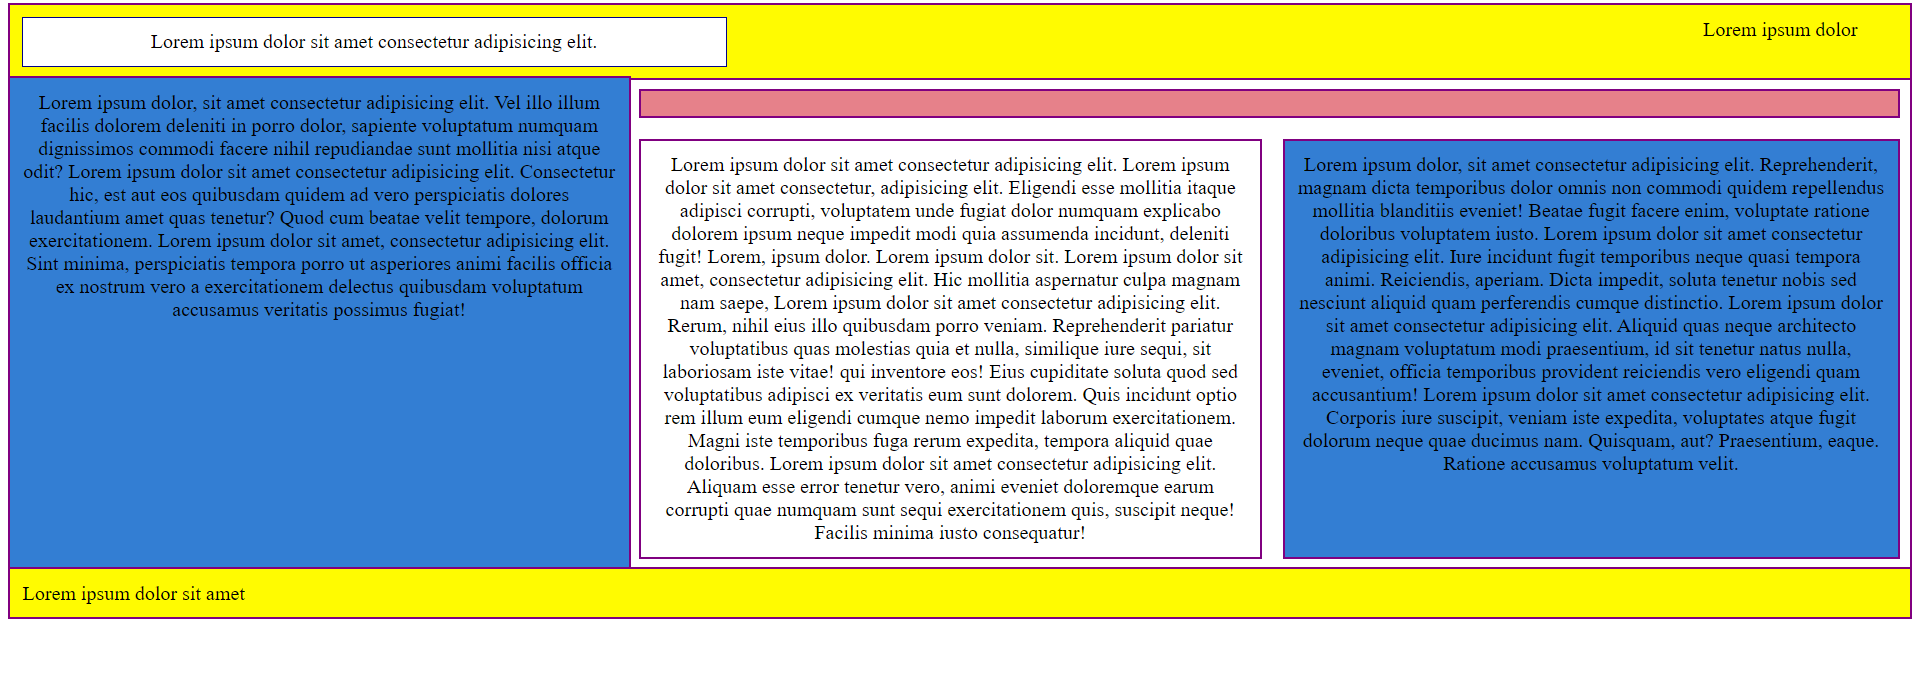 Lorem ipsum dolor sit amet consectetur adipisicing elit.
Lorem ipsum dolor
Lorem ipsum dolor, sit amet consectetur adipisicing elit. Vel illo illum
facilis dolorem deleniti in porro dolor, sapiente voluptatum numquam
dignissimos commodi facere nihil repudiandae sunt mollitia nisi atque
odit? Lorem ipsum dolor sit amet consectetur adipisicing elit. Consectetur
hic, est aut eos quibusdam quidem ad vero perspiciatis dolores
laudantium amet quas tenetur? Quod cum beatae velit tempore, dolorum
exercitationem. Lorem ipsum dolor sit amet, consectetur adipisicing elit.
Sint minima, perspiciatis tempora porro ut asperiores animi facilis officia
ex nostrum vero a exercitationem delectus quibusdam voluptatum
accusamus veritatis possimus fugiat!
Lorem ipsum dolor sit amet consectetur adipisicing elit. Lorem ipsum
dolor sit amet consectetur, adipisicing elit. Eligendi esse mollitia itaque
adipisci corrupti, voluptatem unde fugiat dolor numquam explicabo
dolorem ipsum neque impedit modi quia assumenda incidunt, deleniti
fugit! Lorem, ipsum dolor. Lorem ipsum dolor sit. Lorem ipsum dolor sit
amet, consectetur adipisicing elit. Hic mollitia aspernatur culpa magnam
nam saepe, Lorem ipsum dolor sit amet consectetur adipisicing elit.
Rerum, nihil eius illo quibusdam porro veniam. Reprehenderit pariatur
voluptatibus quas molestias quia et nulla, similique iure sequi, sit
laboriosam iste vitae! qui inventore eos! Eius cupiditate soluta quod sed
voluptatibus adipisci ex veritatis eum sunt dolorem. Quis incidunt optio
rem illum eum eligendi cumque nemo impedit laborum exercitationem.
Magni iste temporibus fuga rerum expedita, tempora aliquid quae
doloribus. Lorem ipsum dolor sit amet consectetur adipisicing elit.
Aliquam esse error tenetur vero, animi eveniet doloremque earum
corrupti quae numquam sunt sequi exercitationem quis, suscipit neque!
Facilis minima iusto consequatur!
Lorem ipsum dolor, sit amet consectetur adipisicing elit. Reprehenderit,
magnam dicta temporibus dolor omnis non commodi quidem repellendus
mollitia blanditiis eveniet! Beatae fugit facere enim, voluptate ratione
doloribus voluptatem iusto. Lorem ipsum dolor sit amet consectetur
adipisicing elit. Iure incidunt fugit temporibus neque quasi tempora
animi. Reiciendis, aperiam. Dicta impedit, soluta tenetur nobis sed
nesciunt aliquid quam perferendis cumque distinctio. Lorem ipsum dolor
sit amet consectetur adipisicing elit. Aliquid quas neque architecto
magnam voluptatum modi praesentium, id sit tenetur natus nulla,
eveniet, officia temporibus provident reiciendis vero eligendi quam
accusantium! Lorem ipsum dolor sit amet consectetur adipisicing elit.
Corporis iure suscipit, veniam iste expedita, voluptates atque fugit
dolorum neque quae ducimus nam. Quisquam, aut? Praesentium, eaque.
Ratione accusamus voluptatum velit.
Lorem ipsum dolor sit amet